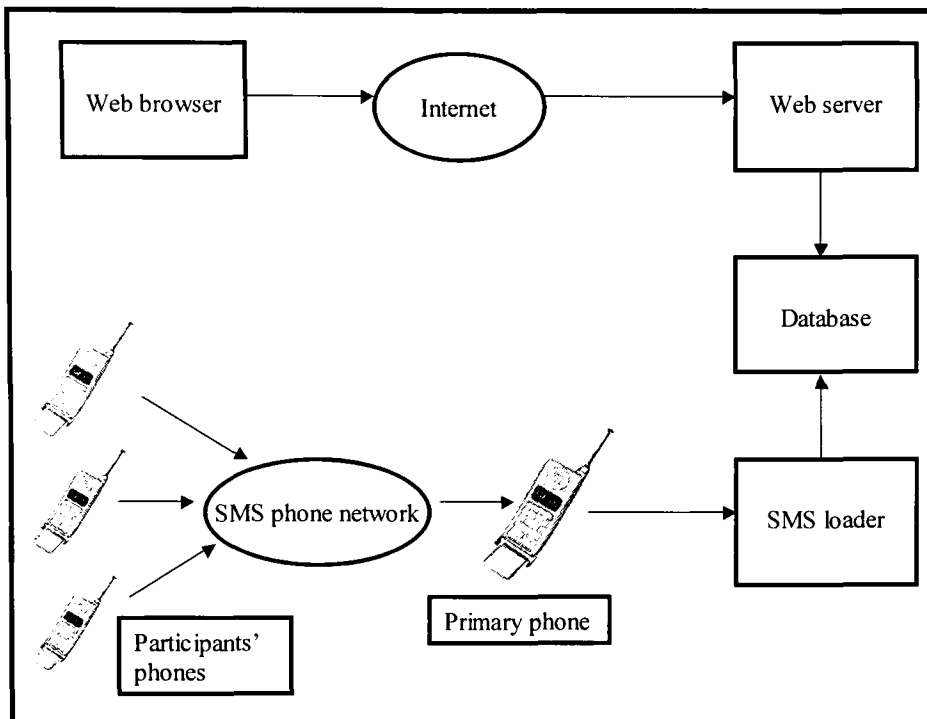 Web browser
Internet
Web server
Database
SMS phone network
SMS loader
Primary phone
Participants’
phones